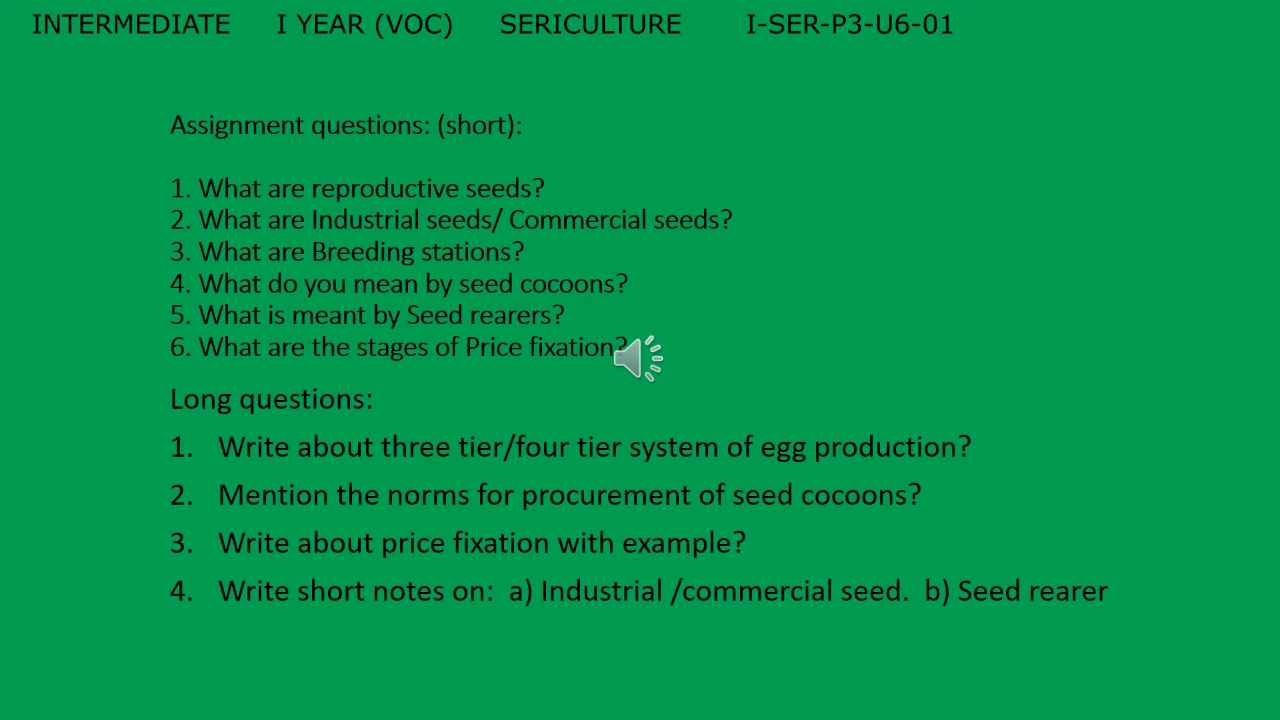 INTERMEDIATE I YEAR (VOC) SERICULTURE I-SER-P3-U6-01
Assignment questions: (short):
1. What are reproductive seeds?
2. What are Industrial seeds/ Commercial seeds?
3. What are Breeding stations?
4. What do you mean by seed cocoons?
5. What is meant by Seed rearers?
6. What are the stages of Price fixation?
Long questions:
1. Write about three tier/four tier system of egg production?
2. Mention the norms for procurement of seed cocoons?
3. Write about price fixation with example?
4. Write short notes on: a) Industrial /commercial seed. b) Seed rearer